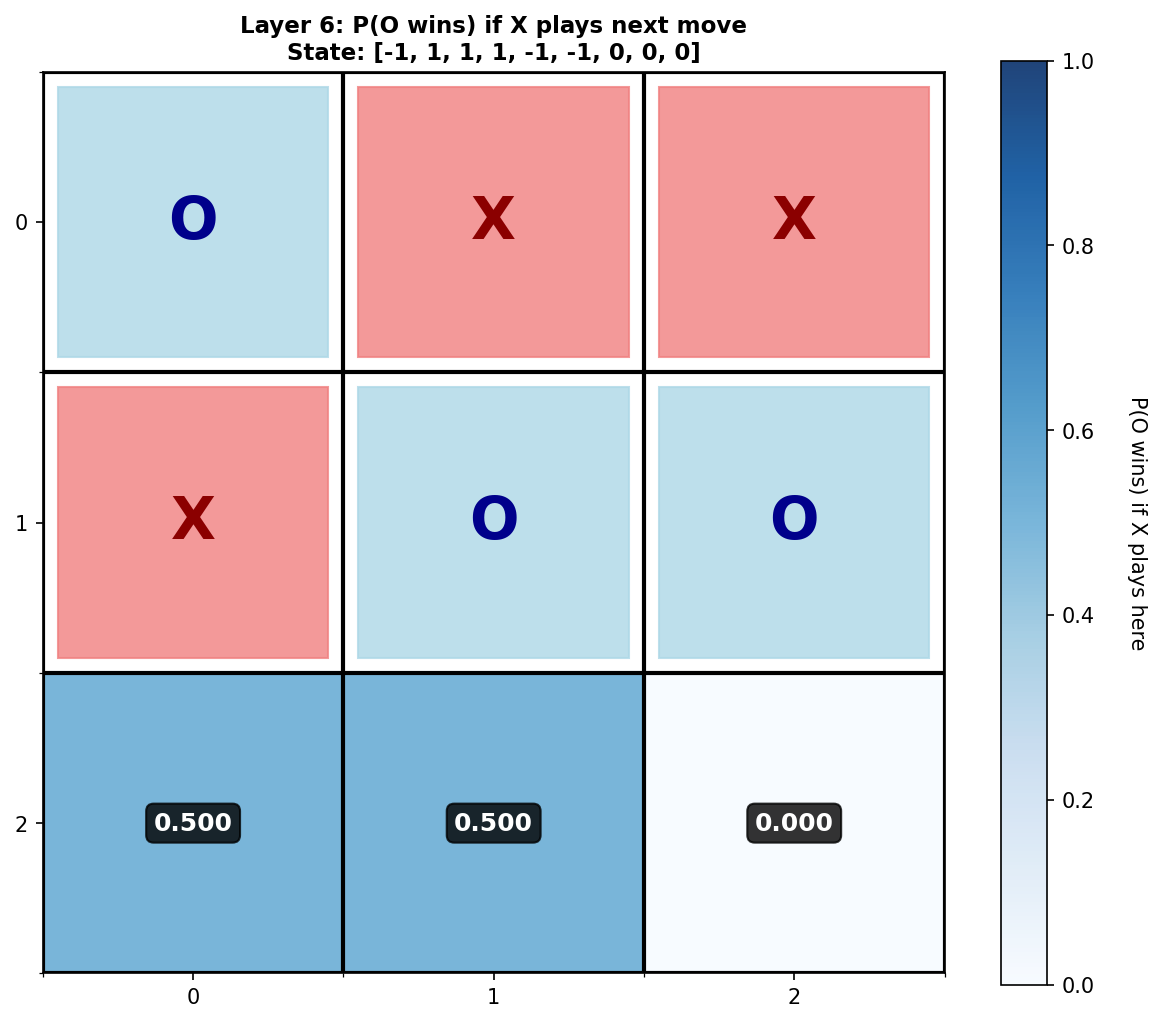 Layer 6: P(O wins) if X plays next move
State: [-1, 1, 1, 1, -1, -1, 0, 0, 0]
O X X
X O O
0.500 0.500 0.000
0
1
2
0 1 2
1.0
0.8
0.6
0.4
0.2
0.0
P(O wins) if X plays here